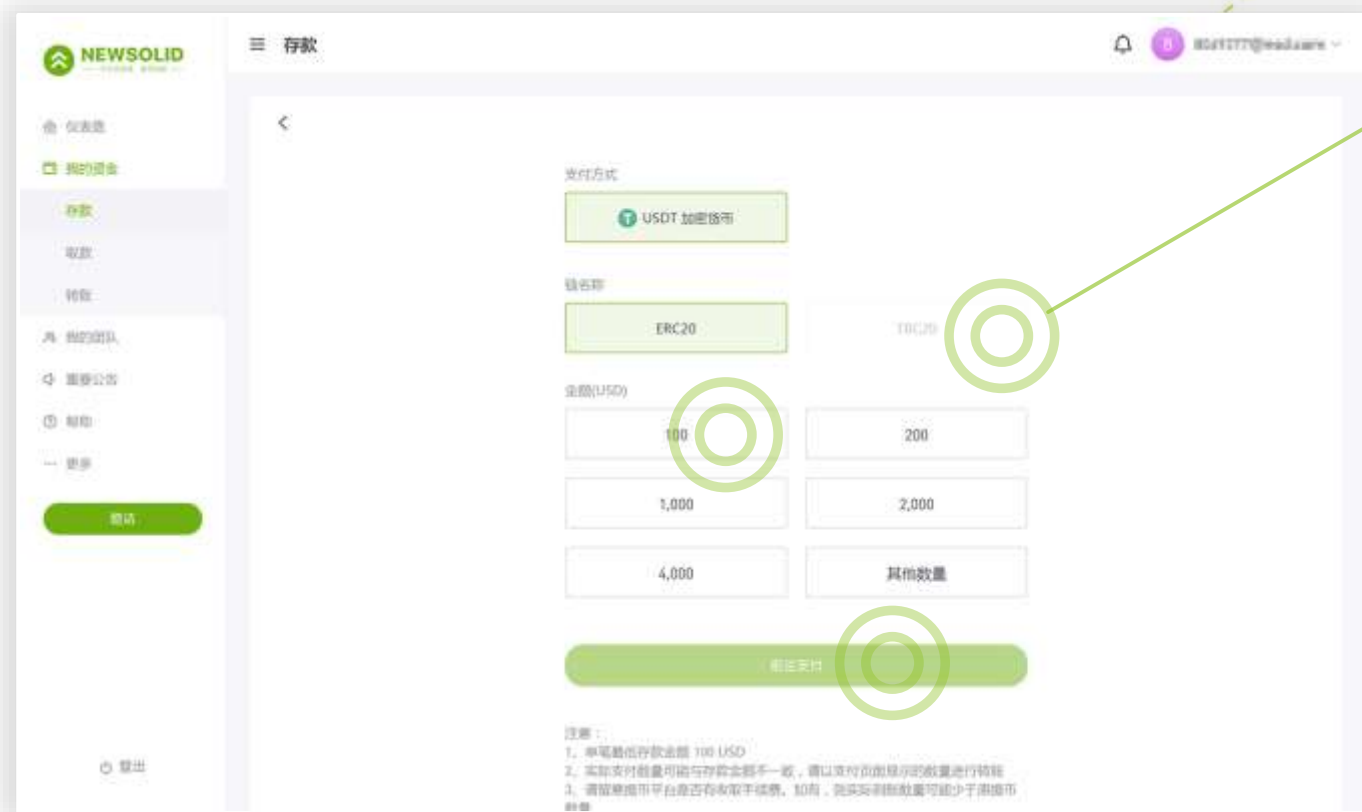 NEWSOLID
存款
仪表盘
我的资金
存款
取款
转账
我的团队
重要公告
帮助
更多
邀请
登出
支付方式
USDT 加密货币
链名称
ERC20
TRC20
金额(USD)
100
200
1,000
2,000
4,000
其他数量
前往支付
注意：
1、单笔最低存款金额 100 USD
2、实际支付数量可能与存款金额不一致，请以支付页面显示的数量进行转账
3、请留意提币平台是否有收取手续费。如有，则实际到账数量可能少于原提币
数量